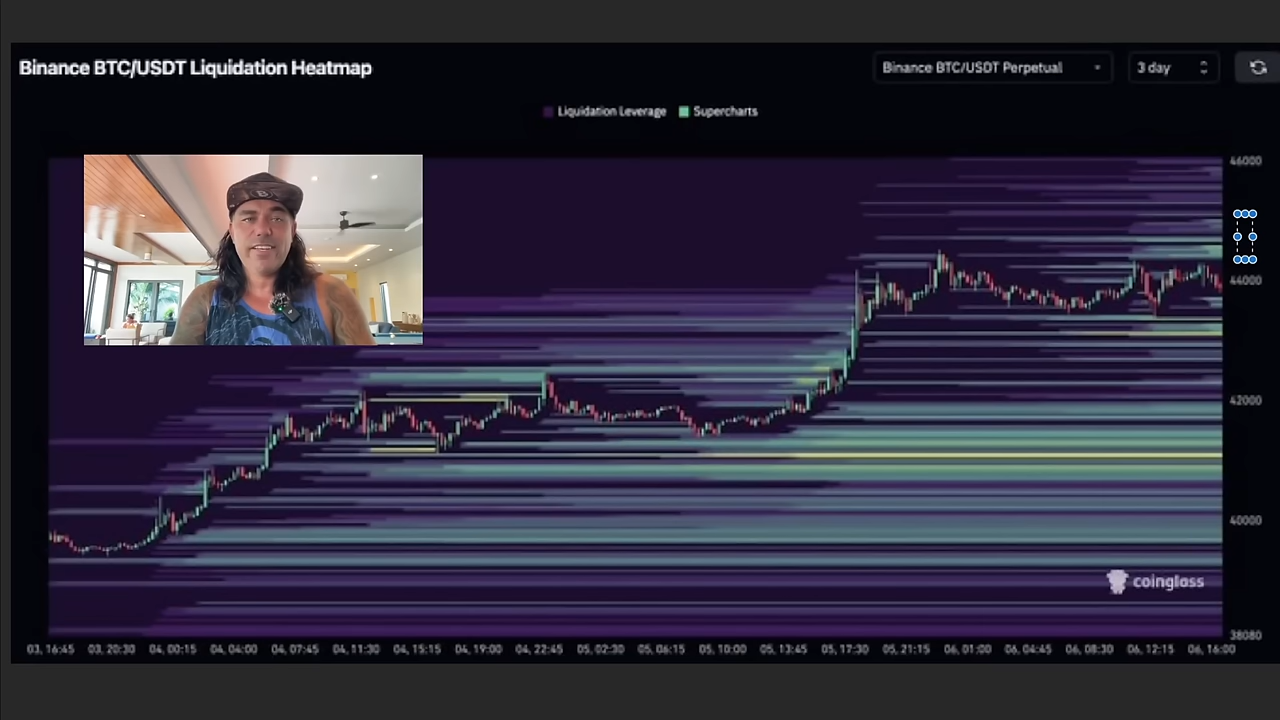 Binance BTC/USDT Liquidation Heatmap
Binance BTC/USDT Perpetual
3 day
Liquidation Leverage
Supercharts
46000
44000
42000
40000
38080
coinglass
03, 16:45 03, 20:30 04, 00:15 04, 04:00 04, 07:45 04, 11:30 04, 15:15 04, 19:00 04, 22:45 05, 02:30 05, 06:15 05, 10:00 05, 13:45 05, 17:30 05, 21:15 06, 01:00 06, 04:45 06, 08:30 06, 12:15 06, 16:00